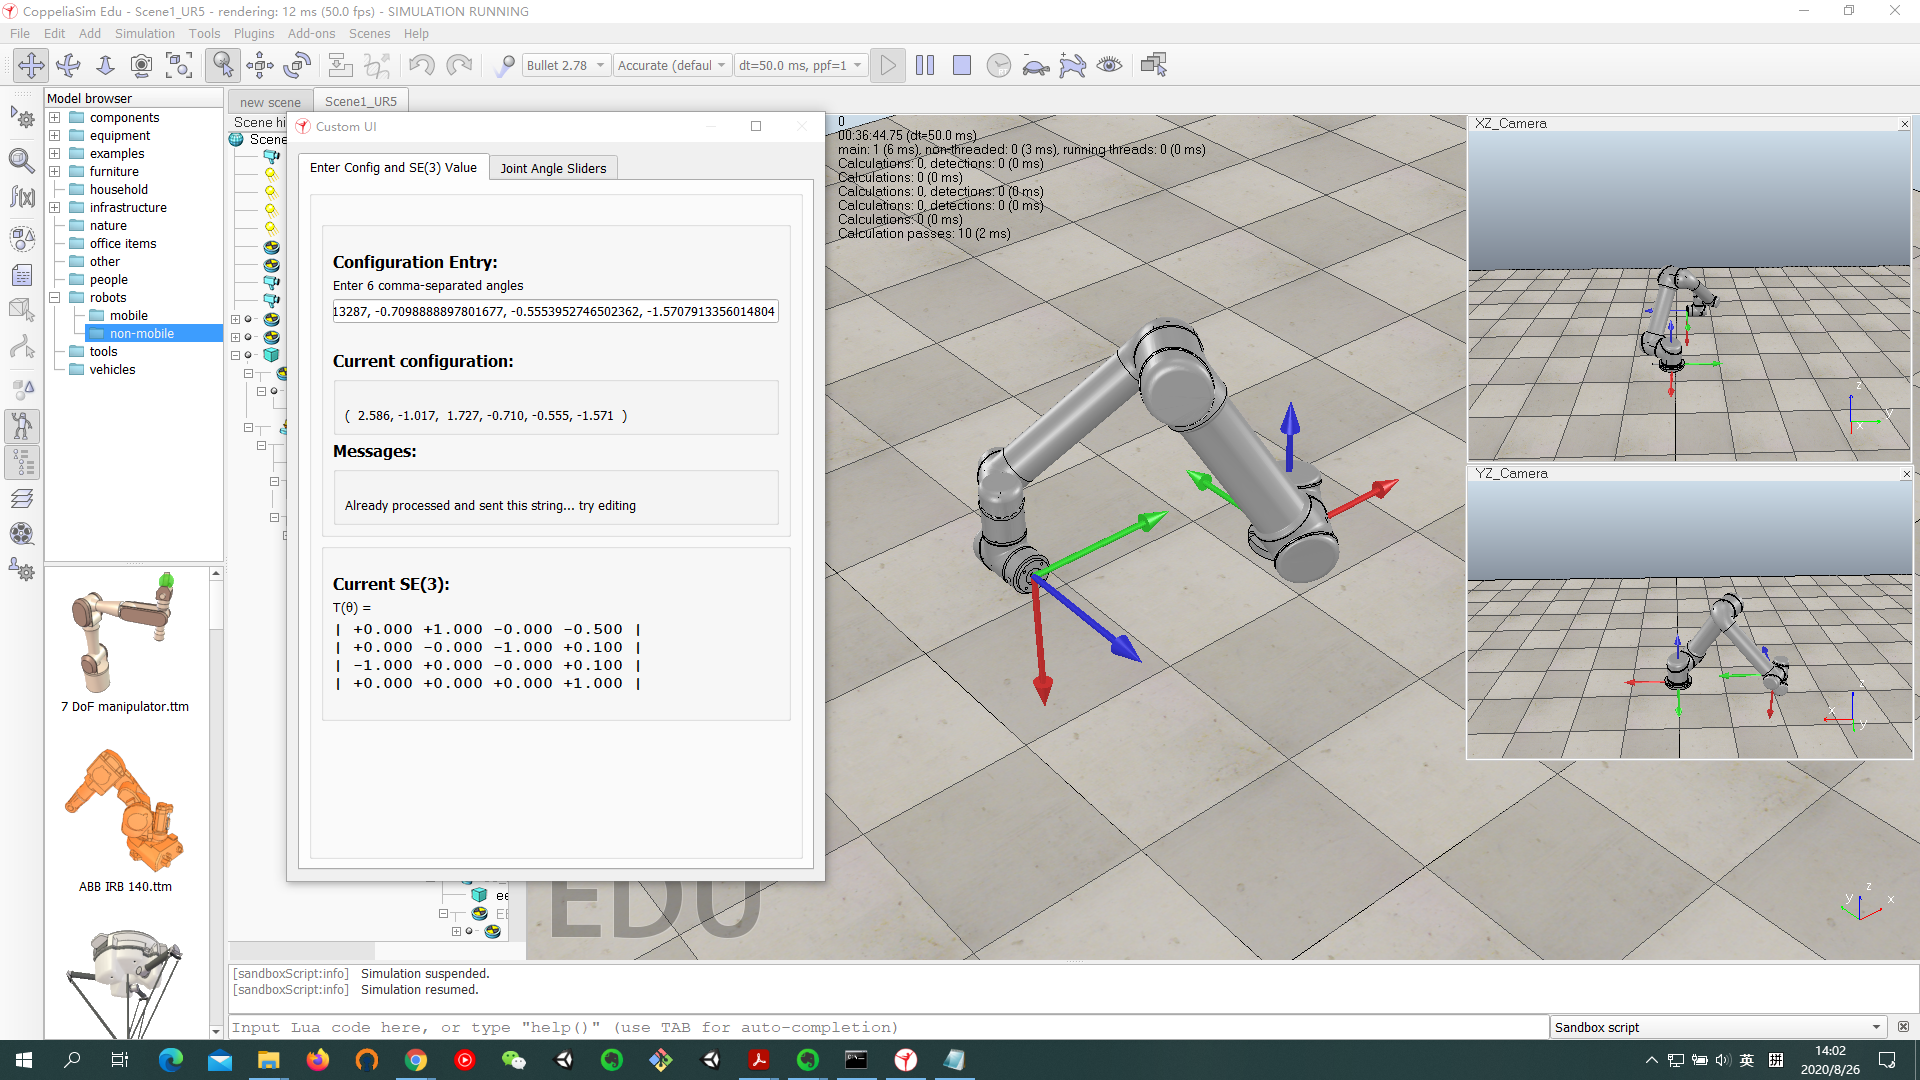 CoppeliaSim Edu - Scene1_UR5 - rendering: 12 ms (50.0 fps) - SIMULATION RUNNING
File Edit Add Simulation Tools Plugins Add-ons Scenes Help
Bullet 2.78 Accurate (defaul dt=50.0 ms, ppf=1
Model browser
components
equipment
examples
furniture
household
infrastructure
nature
office items
other
people
robots
mobile
non-mobile
tools
vehicles
7 DoF manipulator.ttm
ABB IRB 140.ttm
new scene Scene1_UR5
Scene hi
Scene
Custom UI
Enter Config and SE(3) Value Joint Angle Sliders
Configuration Entry:
Enter 6 comma-separated angles
13287, -0.7098888897801677, -0.5553952746502362, -1.5707913356014804
Current configuration:
( 2.586, -1.017, 1.727, -0.710, -0.555, -1.571 )
Messages:
Already processed and sent this string... try editing
Current SE(3):
T(θ) =
| +0.000 +1.000 -0.000 -0.500 |
| +0.000 -0.000 -1.000 +0.100 |
| -1.000 +0.000 -0.000 +0.100 |
| +0.000 +0.000 +0.000 +1.000 |
0
00:36:44.75 (dt=50.0 ms)
main: 1 (6 ms), non-threaded: 0 (3 ms), running threads: 0 (0 ms)
Calculations: 0, detections: 0 (0 ms)
Calculations: 0 (0 ms)
Calculations: 0, detections: 0 (0 ms)
Calculations: 0, detections: 0 (0 ms)
Calculations: 0 (0 ms)
Calculation passes: 10 (2 ms)
XZ_Camera
z
y
x
YZ_Camera
z
x
y
z
y
x
EDU
[sandboxScript:info] Simulation suspended.
[sandboxScript:info] Simulation resumed.
Input Lua code here, or type "help()" (use TAB for auto-completion)
Sandbox script
英
14:02
2020/8/26